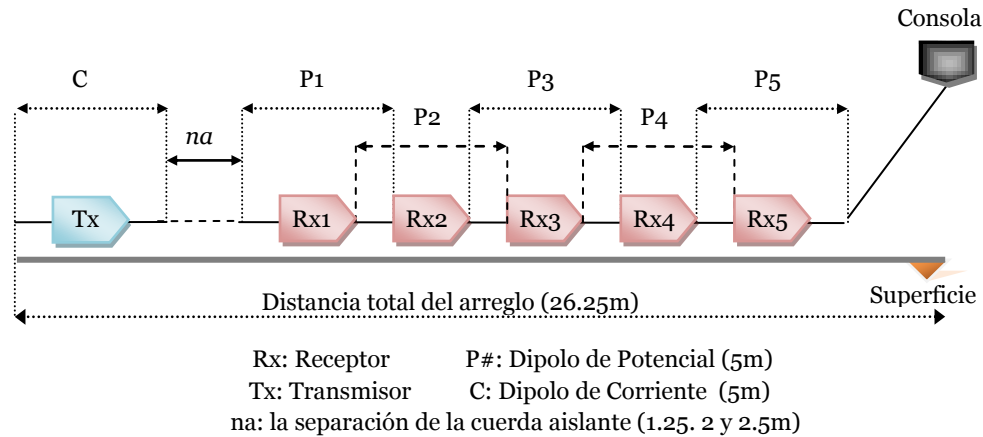 Consola
C
P1
P3
P5
P2
P4
na
Tx
Rx1
Rx2
Rx3
Rx4
Rx5
Superficie
Distancia total del arreglo (26.25m)
Rx: Receptor P#: Dipolo de Potencial (5m)
Tx: Transmisor C: Dipolo de Corriente (5m)
na: la separación de la cuerda aislante (1.25. 2 y 2.5m)